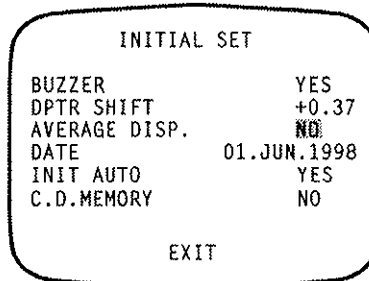 INITIAL SET
BUZZER YES
DPTR SHIFT +0.37
AVERAGE DISP. NO
DATE 01.JUN.1998
INIT AUTO YES
C.D.MEMORY NO
EXIT